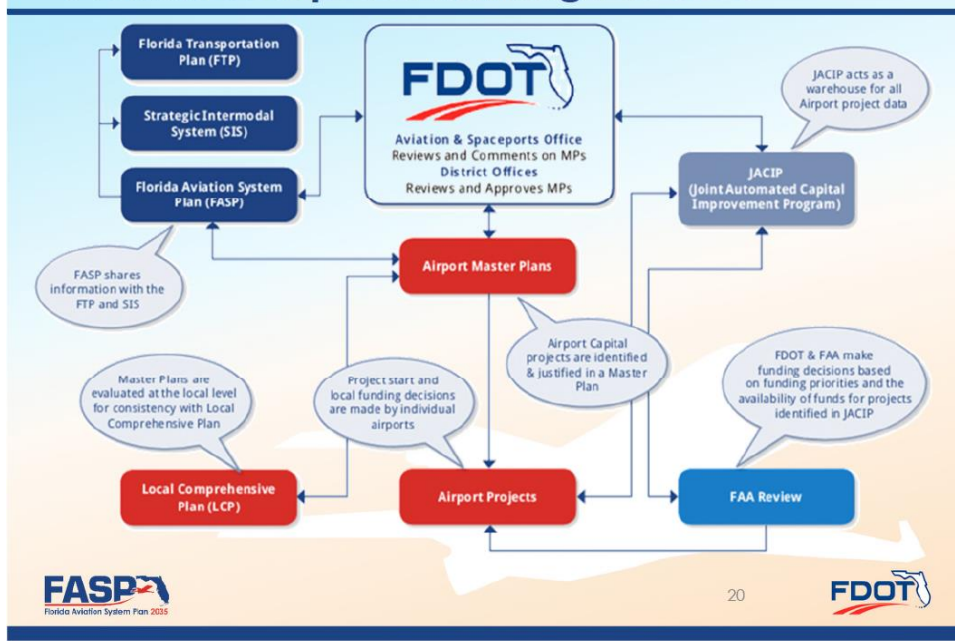 Florida Transportation
Plan (FTP)
Strategic Intermodal
System (SIS)
Florida Aviation System
Plan (FASP)
FDOT
Aviation & Spaceports Office
Reviews and Comments on MPs
District Offices
Reviews and Approves MPs
JACIP acts as a
warehouse for all
Airport project data
JACIP
(Joint Automated Capital
Improvement Program)
FASP shares
information with the
FTP and SIS
Airport Master Plans
Airport Capital
projects are identified
& justified in a Master
Plan
Master Plans are
evaluated at the local level
for consistency with Local
Comprehensive Plan
Project start and
local funding decisions
are made by individual
airports
FDOT & FAA make
funding decisions based
on funding priorities and the
availability of funds for projects
identified in JACIP
Local Comprehensive
Plan (LCP)
Airport Projects
FAA Review
FASP
Florida Aviation System Plan 2035
20
FDOT